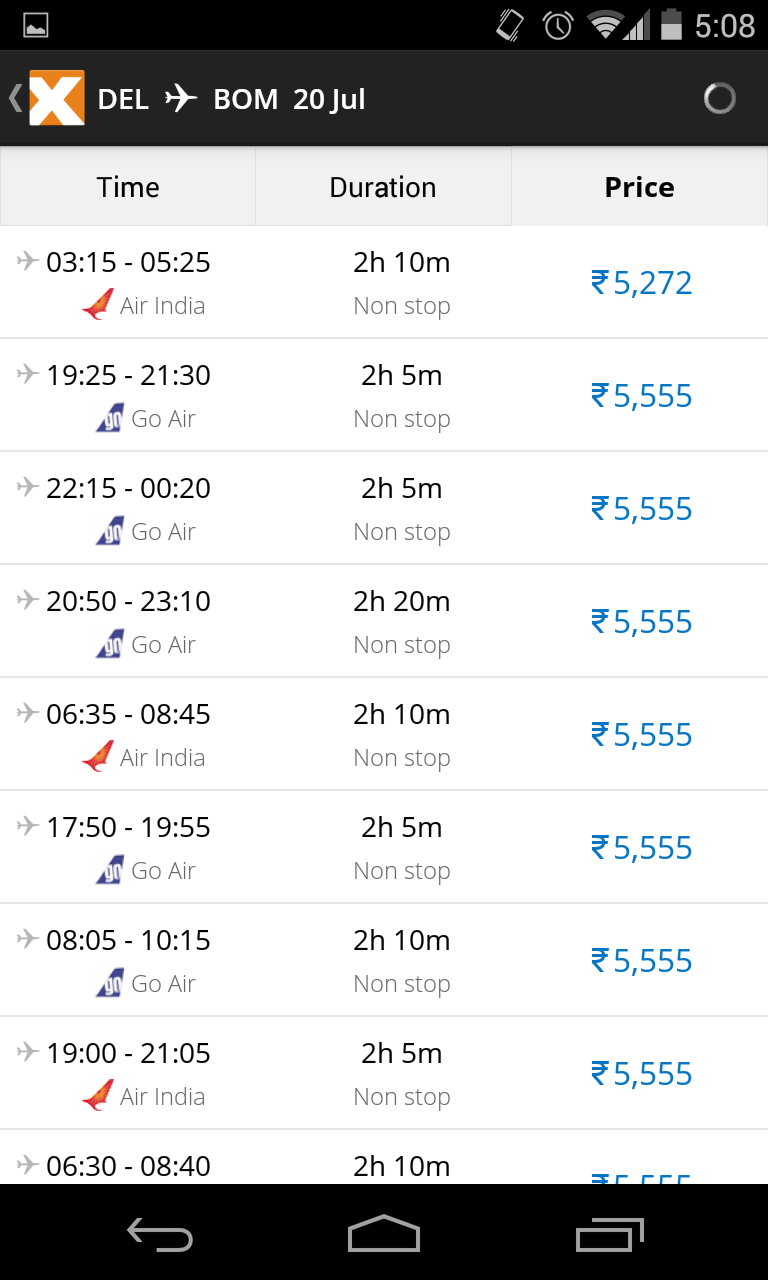 5:08
DEL ✈ BOM 20 Jul
Time Duration Price
03:15 - 05:25 2h 10m ₹5,272
Air India Non stop
19:25 - 21:30 2h 5m ₹5,555
Go Air Non stop
22:15 - 00:20 2h 5m ₹5,555
Go Air Non stop
20:50 - 23:10 2h 20m ₹5,555
Go Air Non stop
06:35 - 08:45 2h 10m ₹5,555
Air India Non stop
17:50 - 19:55 2h 5m ₹5,555
Go Air Non stop
08:05 - 10:15 2h 10m ₹5,555
Go Air Non stop
19:00 - 21:05 2h 5m ₹5,555
Air India Non stop
06:30 - 08:40 2h 10m